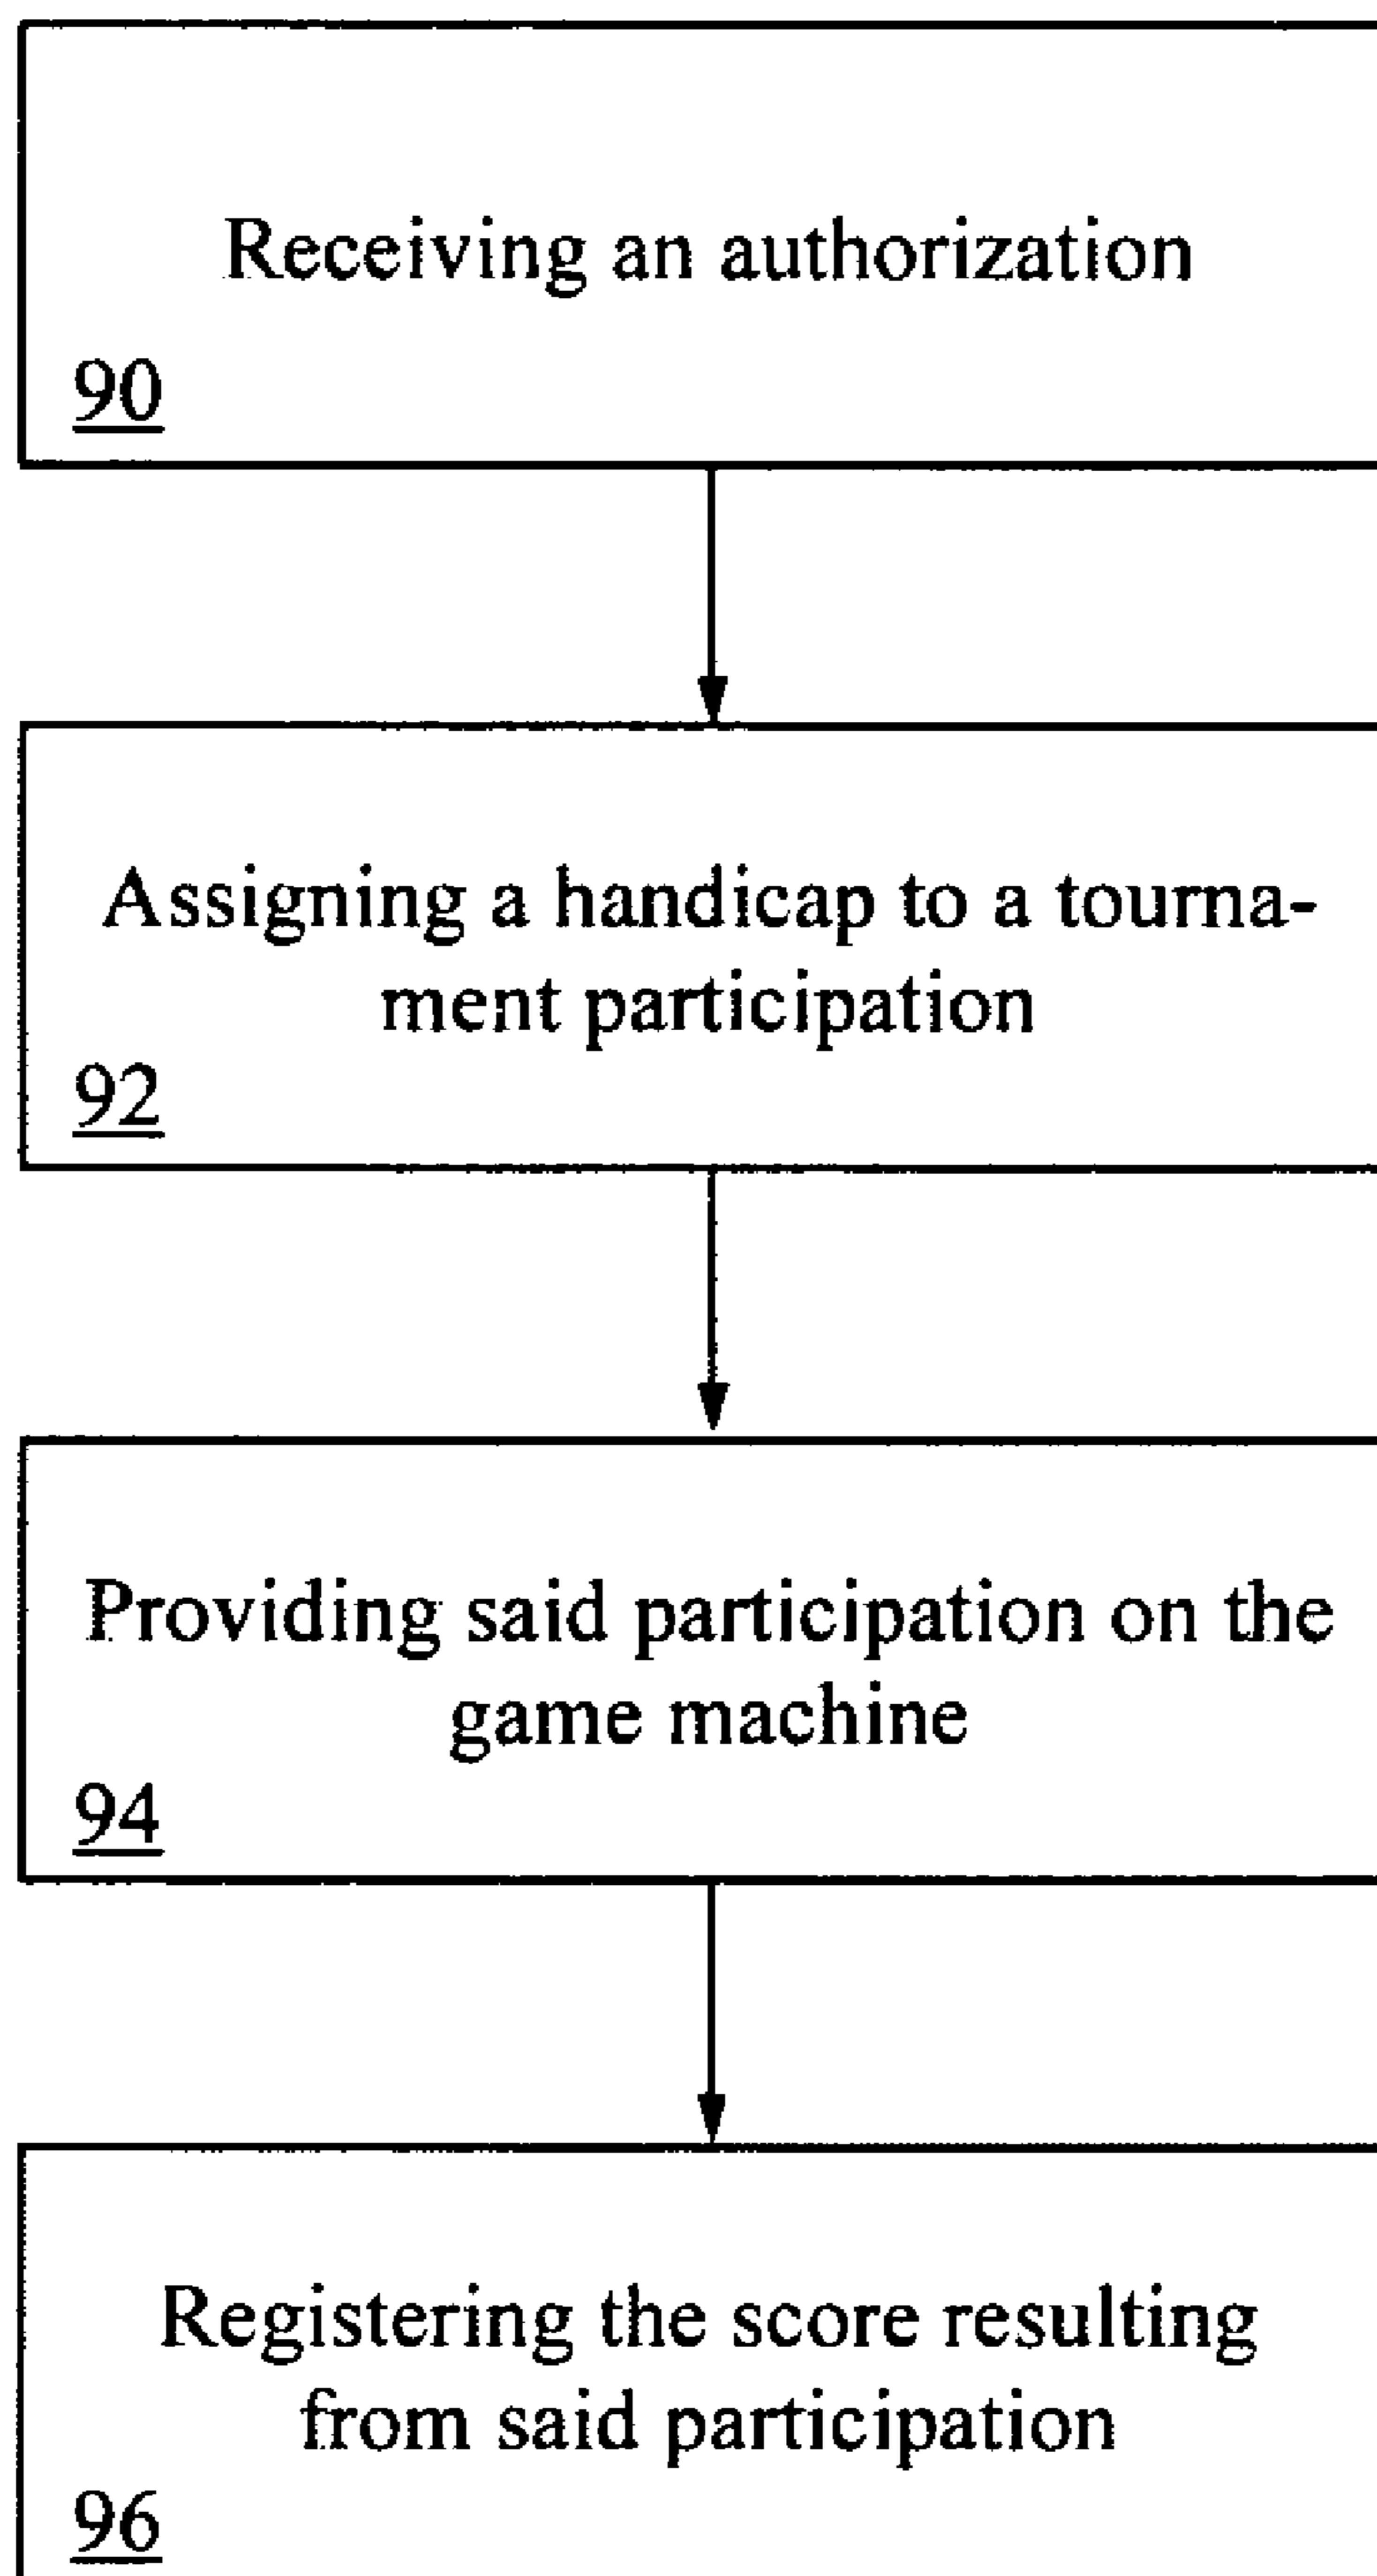 Receiving an authorization
90
Assigning a handicap to a tourna-
ment participation
92
Providing said participation on the
game machine
94
Registering the score resulting
from said participation
96